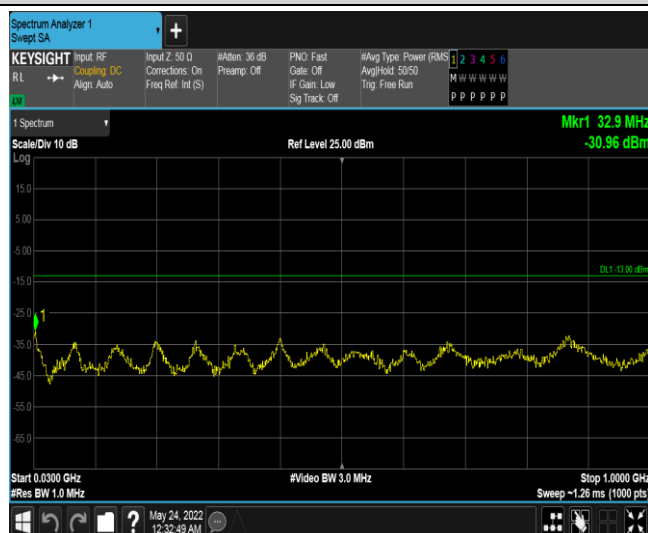 Spectrum Analyzer 1
Swept SA
+
KEYSIGHT
RL
LXI
Input: RF
Coupling: DC
Align: Auto
Input Z: 50 Ω
Corrections: On
Freq Ref: Int (S)
#Atten: 36 dB
Preamp: Off
PNO: Fast
Gate: Off
IF Gain: Low
Sig Track: Off
#Avg Type: Power (RMS
Avg|Hold: 50/50
Trig: Free Run
1 2 3 4 5 6
M W W W W W
P P P P P P
1 Spectrum
Scale/Div 10 dB
Ref Level 25.00 dBm
Mkr1 32.9 MHz
-30.96 dBm
Log
15.0
5.00
-5.00
DL1 -13.00 dBm
-15.0
-25.0
1
-35.0
-45.0
-55.0
-65.0
Start 0.0300 GHz
#Video BW 3.0 MHz
Stop 1.0000 GHz
#Res BW 1.0 MHz
Sweep ~1.26 ms (1000 pts)
?
May 24, 2022
12:32:49 AM